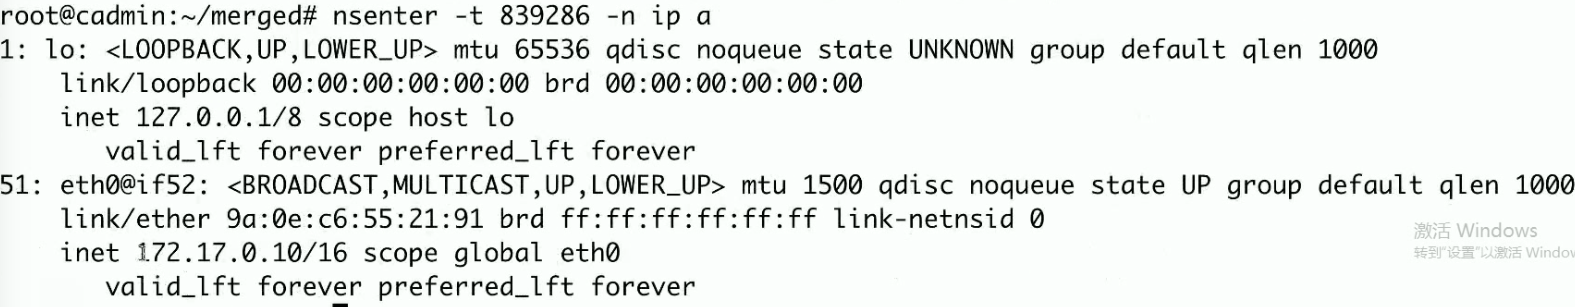 root@cadmin:~/merged# nsenter -t 839286 -n ip a
1: lo: <LOOPBACK,UP,LOWER_UP> mtu 65536 qdisc noqueue state UNKNOWN group default qlen 1000
    link/loopback 00:00:00:00:00:00 brd 00:00:00:00:00:00
    inet 127.0.0.1/8 scope host lo
       valid_lft forever preferred_lft forever
51: eth0@if52: <BROADCAST,MULTICAST,UP,LOWER_UP> mtu 1500 qdisc noqueue state UP group default qlen 1000
    link/ether 9a:0e:c6:55:21:91 brd ff:ff:ff:ff:ff:ff link-netnsid 0
    inet 172.17.0.10/16 scope global eth0
       valid_lft forever preferred_lft forever
激活 Windows
转到"设置"以激活 Window